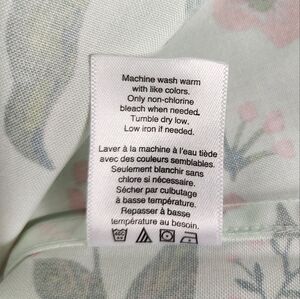 Machine wash warm
with like colors.
Only non-chlorine
bleach when needed.
Tumble dry low.
Low iron if needed.
Laver à la machine à l'eau tiède
avec des couleurs semblables.
Seulement blanchir sans
chlore si nécessaire.
Sécher par culbutage
à basse température.
Repasser à basse
température au besoin.